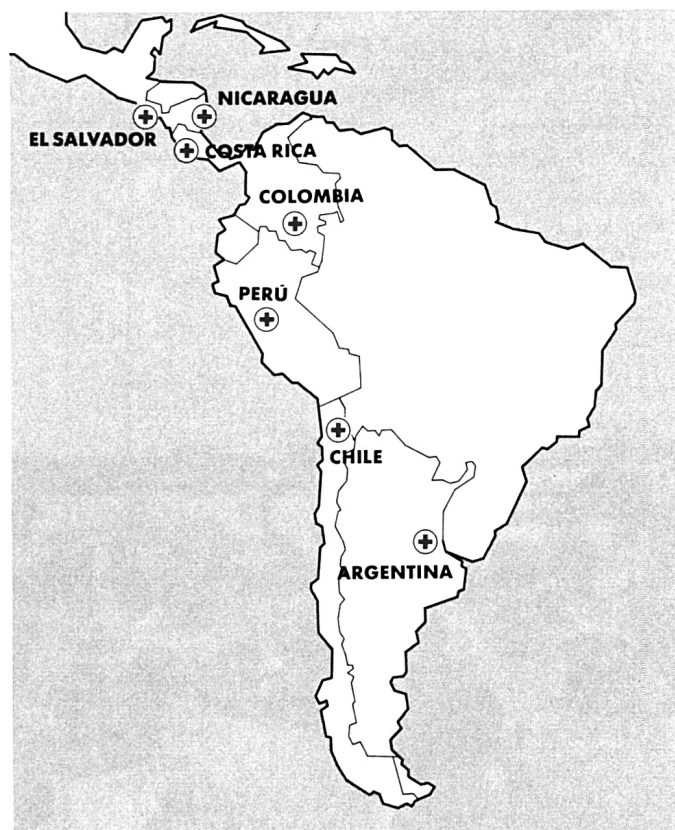 NICARAGUA
EL SALVADOR
COSTA RICA
COLOMBIA
PERÚ
CHILE
ARGENTINA